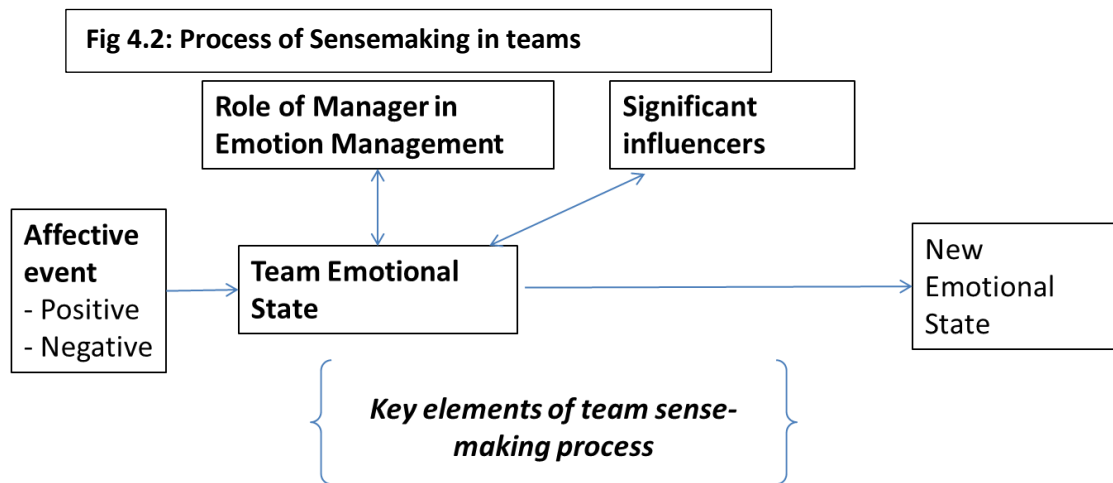 Fig 4.2: Process of Sensemaking in teams
Role of Manager in
Emotion Management
Significant
influencers
Affective
event
- Positive
- Negative
Team Emotional
State
New
Emotional
State
Key elements of team sense-
making process